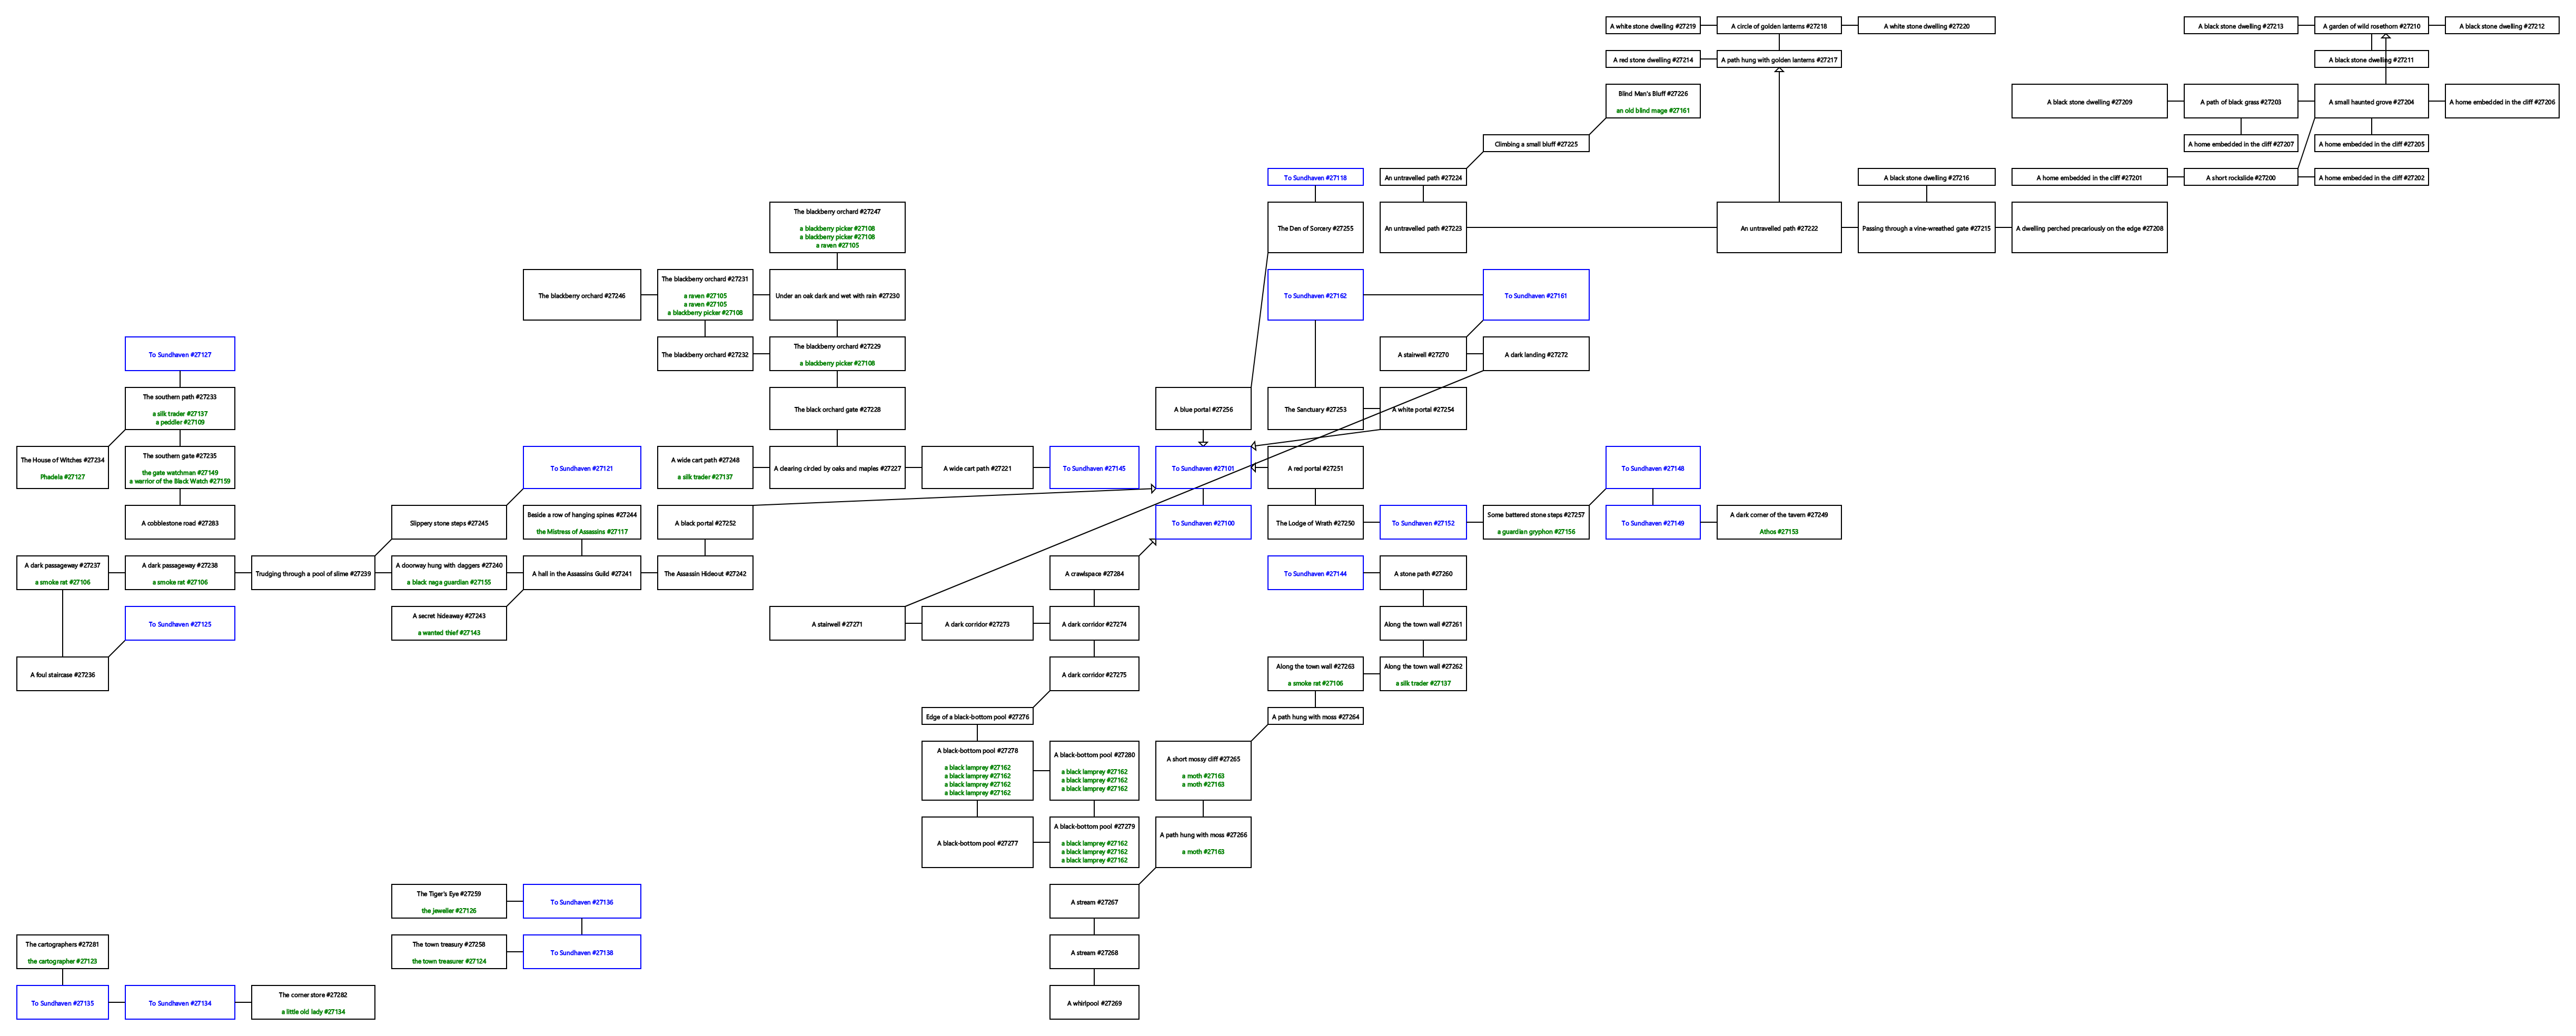 A white stone dwelling #27219
A circle of golden lanterns #27218
A white stone dwelling #27220
A black stone dwelling #27213
A garden of wild rosethorn #27210
A black stone dwelling #27212
A red stone dwelling #27214
A path hung with golden lanterns #27217
A black stone dwelling #27211
Blind Man's Bluff #27226
an old blind mage #27161
A black stone dwelling #27209
A path of black grass #27203
A small haunted grove #27204
A home embedded in the cliff #27206
Climbing a small bluff #27225
A home embedded in the cliff #27207
A home embedded in the cliff #27205
To Sundhaven #27118
An untravelled path #27224
A black stone dwelling #27216
A home embedded in the cliff #27201
A short rockslide #27200
A home embedded in the cliff #27202
The blackberry orchard #27247
a blackberry picker #27108
a blackberry picker #27108
a raven #27105
The Den of Sorcery #27255
An untravelled path #27223
An untravelled path #27222
Passing through a vine-wreathed gate #27215
A dwelling perched precariously on the edge #27208
The blackberry orchard #27246
The blackberry orchard #27231
a raven #27105
a raven #27105
a blackberry picker #27108
Under an oak dark and wet with rain #27230
To Sundhaven #27162
To Sundhaven #27161
To Sundhaven #27127
The blackberry orchard #27232
The blackberry orchard #27229
a blackberry picker #27108
A stairwell #27270
A dark landing #27272
The southern path #27233
a silk trader #27137
a peddler #27109
The black orchard gate #27228
A blue portal #27256
The Sanctuary #27253
A white portal #27254
The House of Witches #27234
Phadela #27127
The southern gate #27235
the gate watchman #27149
a warrior of the Black Watch #27159
To Sundhaven #27121
A wide cart path #27248
a silk trader #27137
A clearing circled by oaks and maples #27227
A wide cart path #27221
To Sundhaven #27145
To Sundhaven #27101
A red portal #27251
To Sundhaven #27148
A cobblestone road #27283
Slippery stone steps #27245
Beside a row of hanging spines #27244
the Mistress of Assassins #27117
A black portal #27252
To Sundhaven #27100
The Lodge of Wrath #27250
To Sundhaven #27152
Some battered stone steps #27257
a guardian gryphon #27156
To Sundhaven #27149
A dark corner of the tavern #27249
Athos #27153
A dark passageway #27237
a smoke rat #27106
A dark passageway #27238
a smoke rat #27106
Trudging through a pool of slime #27239
A doorway hung with daggers #27240
a black naga guardian #27155
A hall in the Assassins Guild #27241
The Assassin Hideout #27242
A crawlspace #27284
To Sundhaven #27144
A stone path #27260
To Sundhaven #27125
A secret hideaway #27243
a wanted thief #27143
A stairwell #27271
A dark corridor #27273
A dark corridor #27274
Along the town wall #27261
A foul staircase #27236
A dark corridor #27275
Along the town wall #27263
a smoke rat #27106
Along the town wall #27262
a silk trader #27137
Edge of a black-bottom pool #27276
A path hung with moss #27264
A black-bottom pool #27278
a black lamprey #27162
a black lamprey #27162
a black lamprey #27162
a black lamprey #27162
A black-bottom pool #27280
a black lamprey #27162
a black lamprey #27162
a black lamprey #27162
A short mossy cliff #27265
a moth #27163
a moth #27163
A black-bottom pool #27277
A black-bottom pool #27279
a black lamprey #27162
a black lamprey #27162
a black lamprey #27162
A path hung with moss #27266
a moth #27163
The Tiger's Eye #27259
the jeweller #27126
To Sundhaven #27136
A stream #27267
The cartographers #27281
the cartographer #27123
The town treasury #27258
the town treasurer #27124
To Sundhaven #27138
A stream #27268
To Sundhaven #27135
To Sundhaven #27134
The corner store #27282
a little old lady #27134
A whirlpool #27269